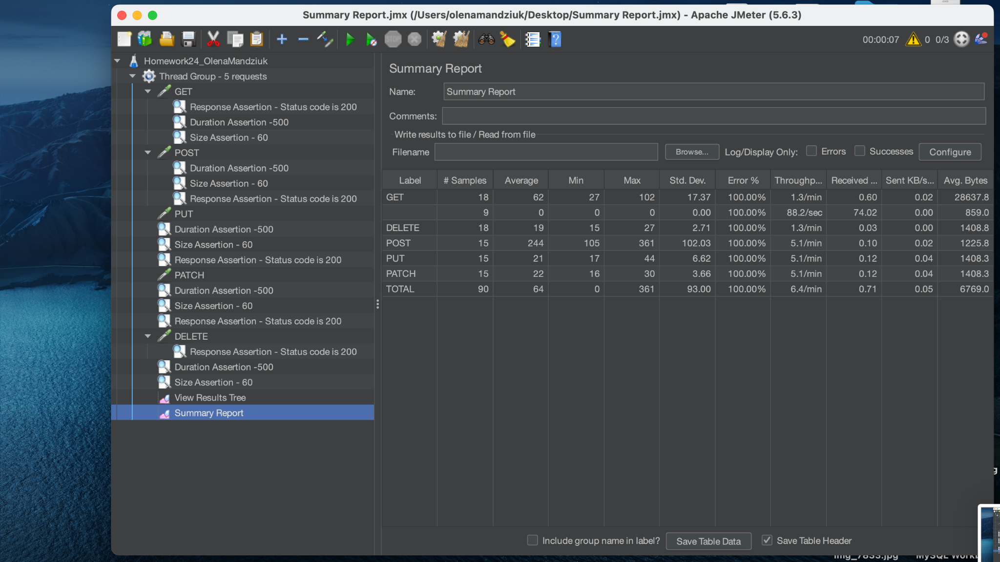 Summary Report.jmx (/Users/olenamandziuk/Desktop/Summary Report.jmx) - Apache JMeter (5.6.3)
STOP
00:00:07 0 0/3
Homework24_OlenaMandziuk
Thread Group - 5 requests
GET
Response Assertion - Status code is 200
Duration Assertion -500
Size Assertion - 60
POST
Duration Assertion -500
Size Assertion - 60
Response Assertion - Status code is 200
PUT
Duration Assertion -500
Size Assertion - 60
Response Assertion - Status code is 200
PATCH
Duration Assertion -500
Size Assertion - 60
Response Assertion - Status code is 200
DELETE
Response Assertion - Status code is 200
Duration Assertion -500
Size Assertion - 60
View Results Tree
Summary Report
Summary Report
Name: Summary Report
Comments:
Write results to file / Read from file
Filename Browse... Log/Display Only: Errors Successes Configure
Label # Samples Average Min Max Std. Dev. Error % Throughp... Received ... Sent KB/s... Avg. Bytes
GET 18 62 27 102 17.37 100.00% 1.3/min 0.60 0.02 28637.8
9 0 0 0 0.00 100.00% 88.2/sec 74.02 0.00 859.0
DELETE 18 19 15 27 2.71 100.00% 1.3/min 0.03 0.00 1408.8
POST 15 244 105 361 102.03 100.00% 5.1/min 0.10 0.02 1225.8
PUT 15 21 17 44 6.62 100.00% 5.1/min 0.12 0.04 1408.3
PATCH 15 22 16 30 3.66 100.00% 5.1/min 0.12 0.04 1408.3
TOTAL 90 64 0 361 93.00 100.00% 6.4/min 0.71 0.05 6769.0
Include group name in label? Save Table Data Save Table Header
img_7833.jpg MySQL Workb